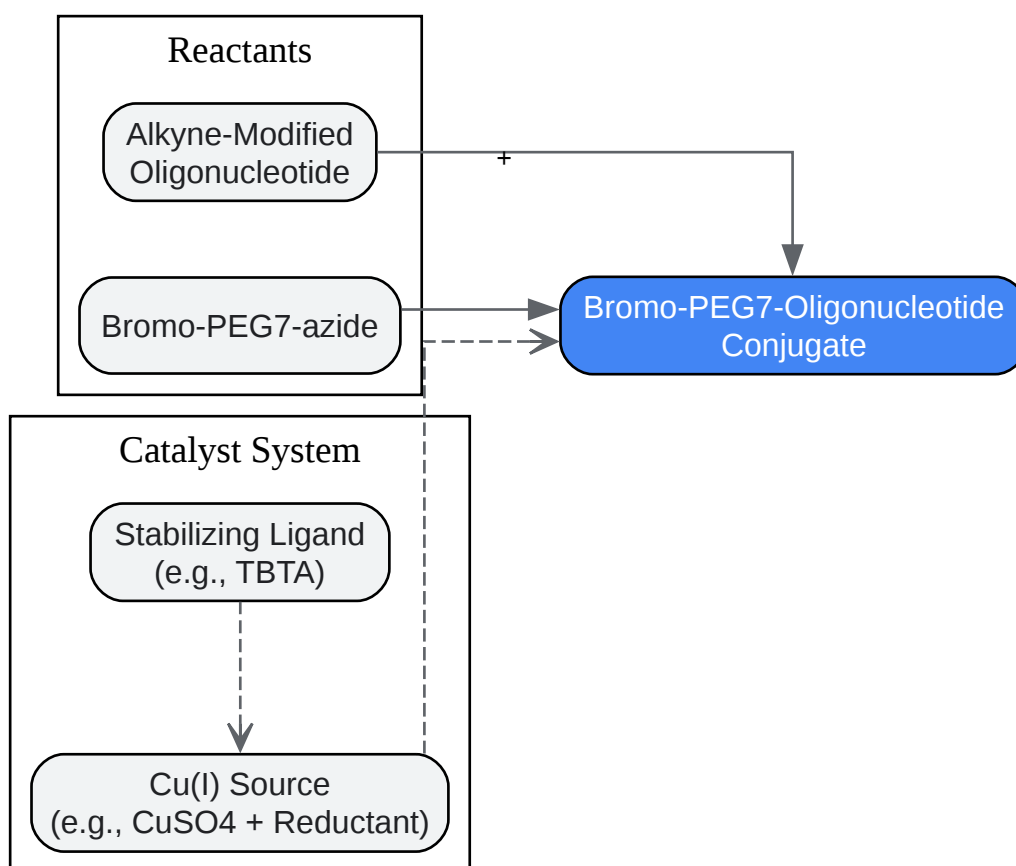 Reactants
Alkyne-Modified
Oligonucleotide
+
Bromo-PEG7-azide
Bromo-PEG7-Oligonucleotide
Conjugate
Catalyst System
Stabilizing Ligand
(e.g., TBTA)
Cu(I) Source
(e.g., CuSO4 + Reductant)